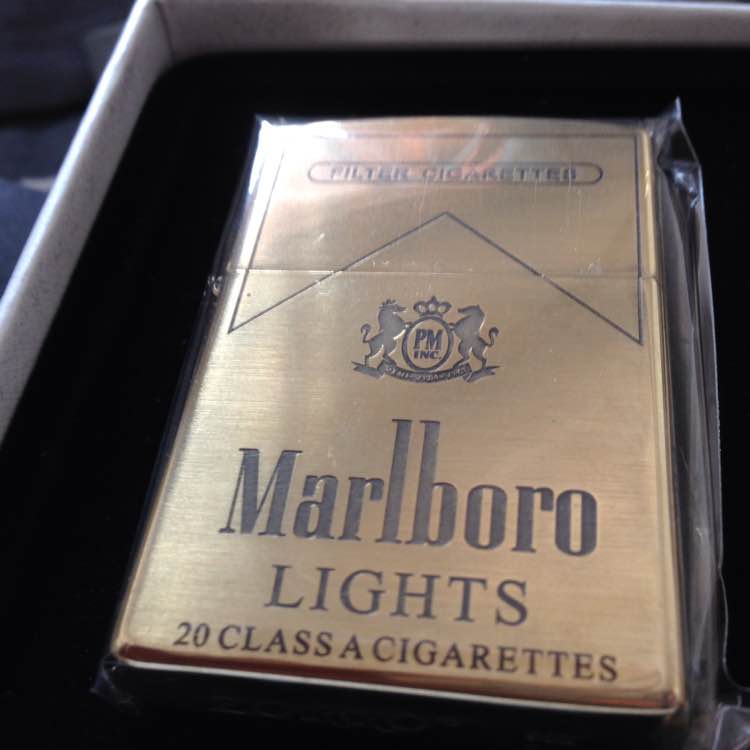 FILTER CIGARETTES
PM
INC.
Marlboro
LIGHTS
20 CLASS A CIGARETTES